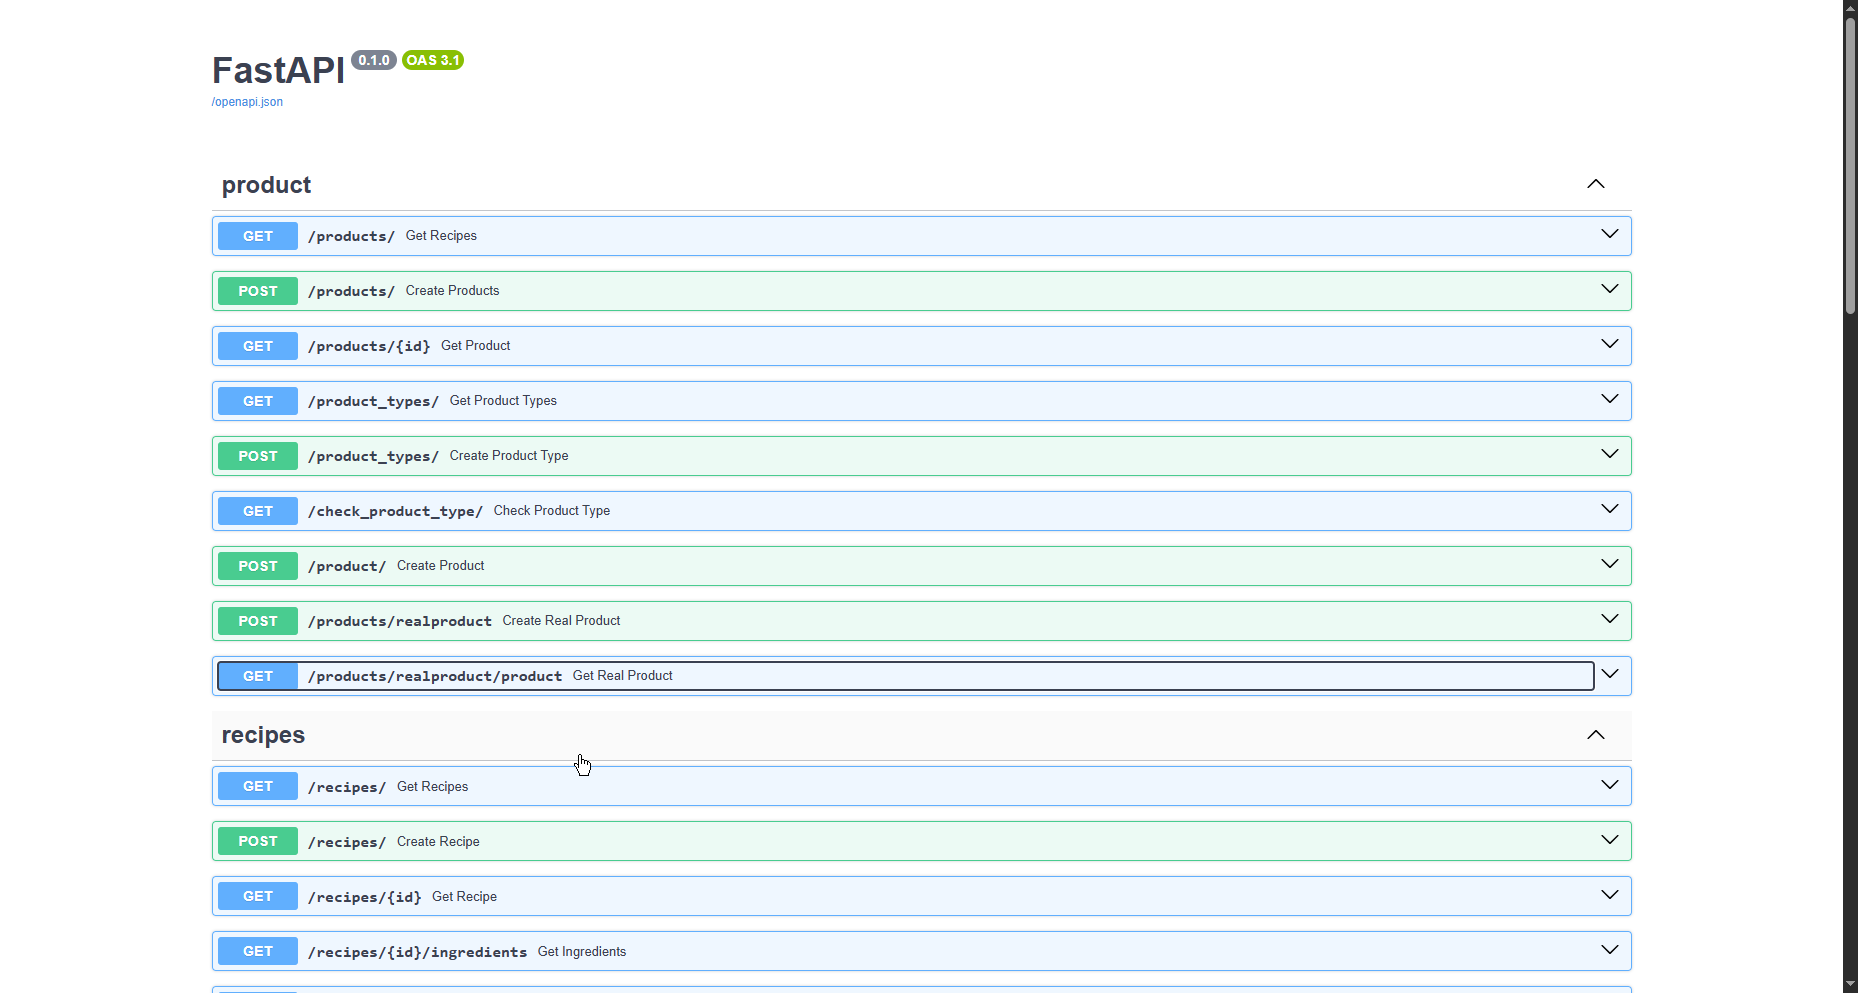 FastAPI 0.1.0 OAS 3.1
/openapi.json
product
GET /products/ Get Recipes
POST /products/ Create Products
GET /products/{id} Get Product
GET /product_types/ Get Product Types
POST /product_types/ Create Product Type
GET /check_product_type/ Check Product Type
POST /product/ Create Product
POST /products/realproduct Create Real Product
GET /products/realproduct/product Get Real Product
recipes
GET /recipes/ Get Recipes
POST /recipes/ Create Recipe
GET /recipes/{id} Get Recipe
GET /recipes/{id}/ingredients Get Ingredients